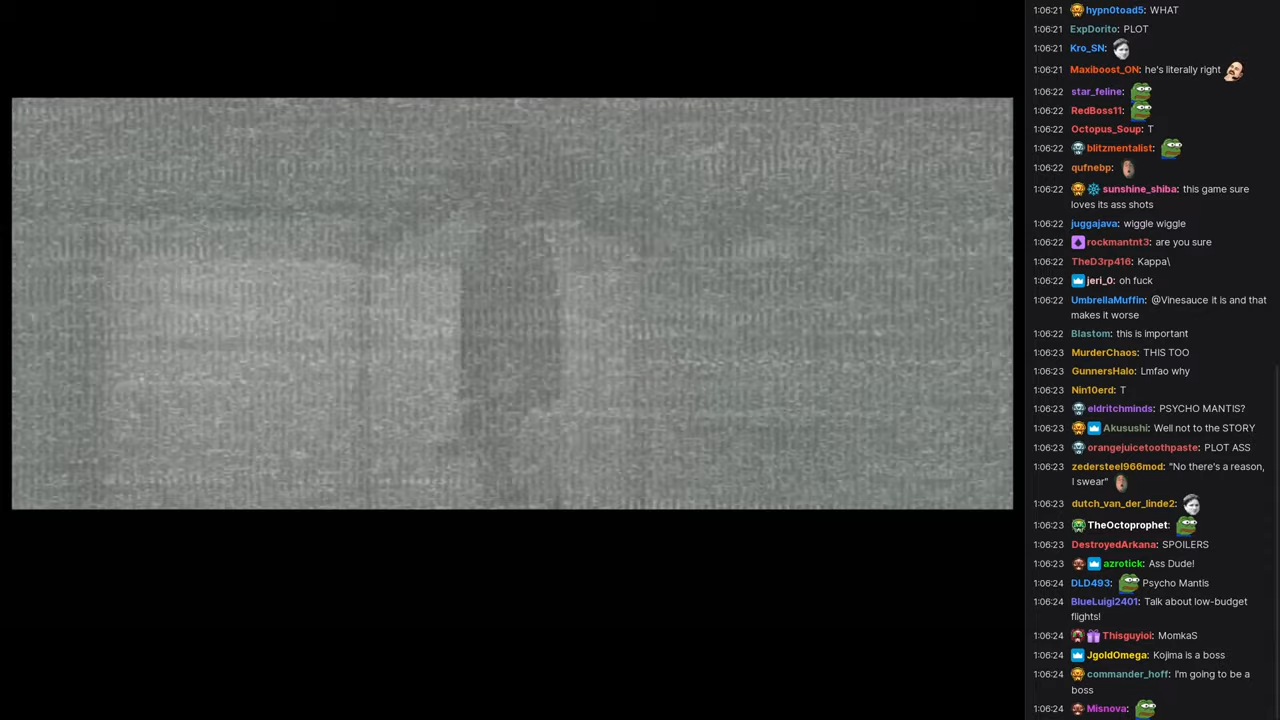 1:06:21 hypn0toad5: WHAT
1:06:21 ExpDorito: PLOT
1:06:21 Kro_SN:
1:06:21 Maxiboost_ON: he's literally right
1:06:22 star_feline:
1:06:22 RedBoss11:
1:06:22 Octopus_Soup: T
1:06:22 blitzmentalist:
1:06:22 qufnebp:
1:06:22 sunshine_shiba: this game sure
loves its ass shots
1:06:22 juggajava: wiggle wiggle
1:06:22 rockmantnt3: are you sure
1:06:22 TheD3rp416: Kappa\
1:06:22 jeri_0: oh fuck
1:06:22 UmbrellaMuffin: @Vinesauce it is and that
makes it worse
1:06:22 Blastom: this is important
1:06:23 MurderChaos: THIS TOO
1:06:23 GunnersHalo: Lmfao why
1:06:23 Nin10erd: T
1:06:23 eldritchminds: PSYCHO MANTIS?
1:06:23 Akusushi: Well not to the STORY
1:06:23 orangejuicetoothpaste: PLOT ASS
1:06:23 zedersteel966mod: "No there's a reason,
I swear"
1:06:23 dutch_van_der_linde2:
1:06:23 TheOctoprophet:
1:06:23 DestroyedArkana: SPOILERS
1:06:23 azrotick: Ass Dude!
1:06:24 DLD493: Psycho Mantis
1:06:24 BlueLuigi2401: Talk about low-budget
flights!
1:06:24 Thisguyioi: MomkaS
1:06:24 JgoldOmega: Kojima is a boss
1:06:24 commander_hoff: I'm going to be a
boss
1:06:24 Misnova: